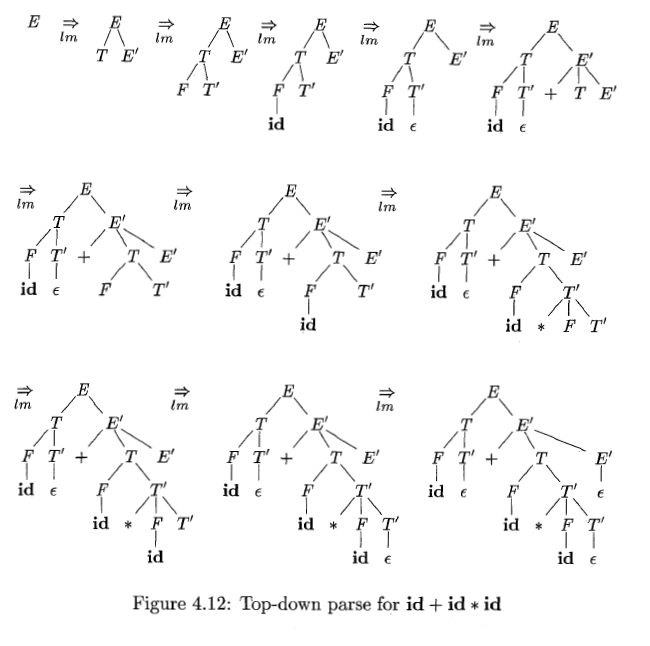 E ⇒ E ⇒ E ⇒ E ⇒ E ⇒ E
lm T E′ lm T E′ lm T E′ lm T E′ lm T E′
F T′ F T′ F T′ F T′ + T E′
id id ϵ id ϵ
⇒ E ⇒ E ⇒ E
lm T E′ lm T E′ lm T E′
F T′ + T E′ F T′ + T E′ F T′ + T E′
id ϵ F T′ id ϵ F T′ id ϵ F T′
id id * F T′
⇒ E ⇒ E ⇒ E
lm T E′ lm T E′ lm T E′
F T′ + T E′ F T′ + T E′ F T′ + T E′
id ϵ F T′ id ϵ F T′ id ϵ F T′ ϵ
id * F T′ id * F T′ id * F T′
id id ϵ id ϵ
Figure 4.12: Top-down parse for id + id * id